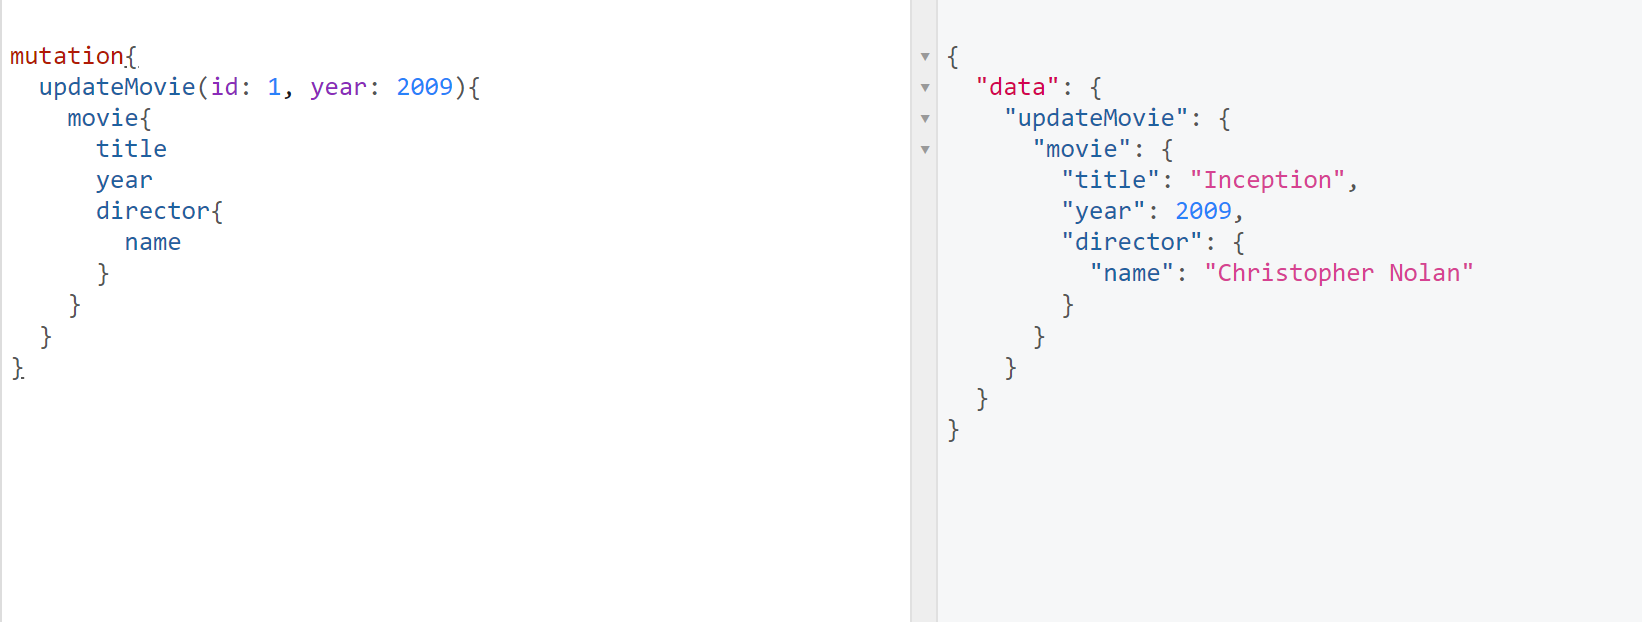 mutation{
  updateMovie(id: 1, year: 2009){
    movie{
      title
      year
      director{
        name
      }
    }
  }
}
{
  "data": {
    "updateMovie": {
      "movie": {
        "title": "Inception",
        "year": 2009,
        "director": {
          "name": "Christopher Nolan"
        }
      }
    }
  }
}